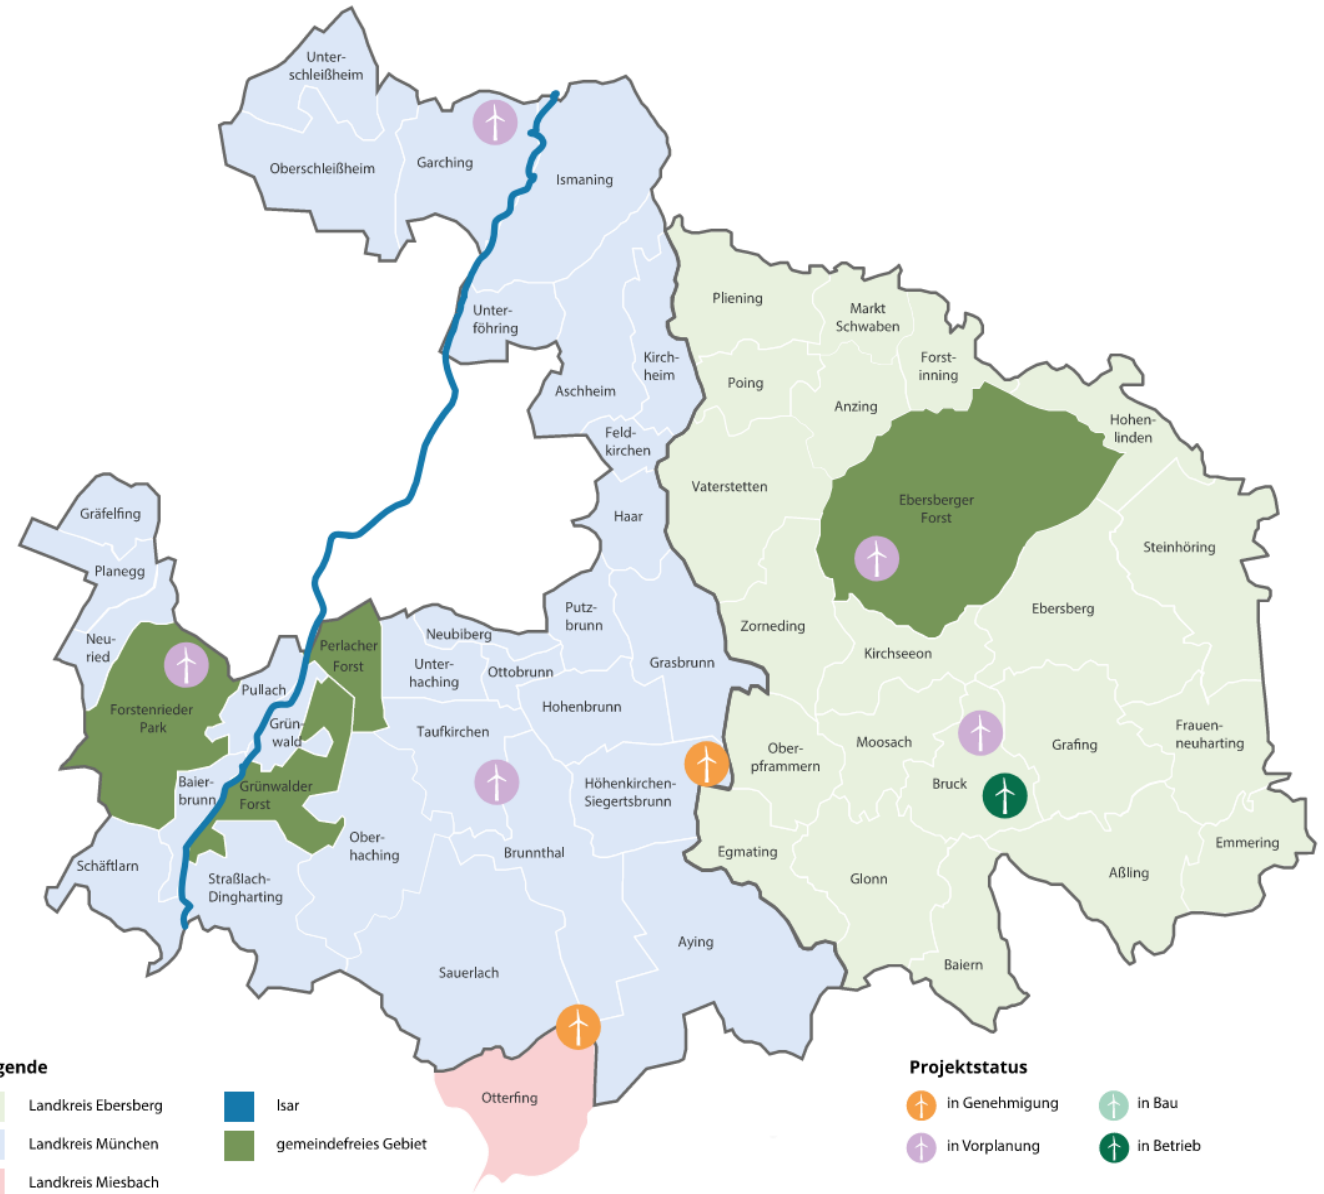 Unter-
schleißheim
Oberschleißheim
Garching
Ismaning
Unter-
föhring
Aschheim
Kirch-
heim
Feld-
kirchen
Haar
Pliening
Markt
Schwaben
Forst-
inning
Poing
Anzing
Hohen-
linden
Vaterstetten
Ebersberger
Forst
Steinhöring
Ebersberg
Zorneding
Kirchseeon
Gräfelfing
Planegg
Neu-
ried
Forstenrieder
Park
Pullach
Perlacher
Forst
Neubiberg
Unter-
haching
Ottobrunn
Putz-
brunn
Grasbrunn
Hohenbrunn
Taufkirchen
Grün-
wald
Baier-
brunn
Grünwalder
Forst
Höhenkirchen-
Siegertsbrunn
Ober-
pframmern
Moosach
Bruck
Grafing
Frauen-
neuharting
Schäftlarn
Straßlach-
Dingharting
Ober-
haching
Brunnthal
Egmating
Glonn
Aßling
Emmering
Sauerlach
Aying
Baiern
Otterfing
gende
Landkreis Ebersberg
Landkreis München
Landkreis Miesbach
Isar
gemeindefreies Gebiet
Projektstatus
in Genehmigung
in Bau
in Vorplanung
in Betrieb